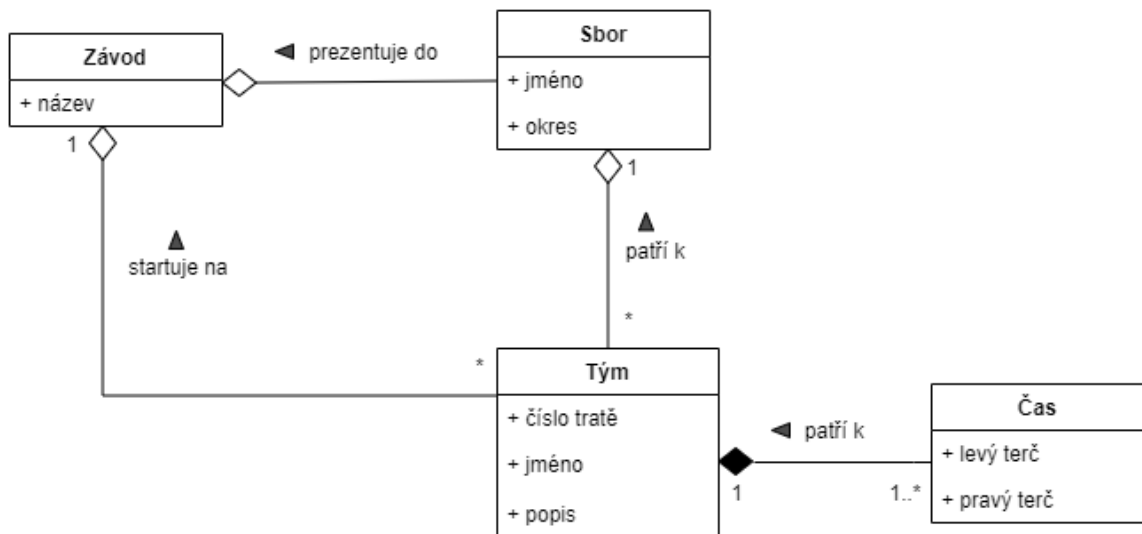 Závod
+ název
1
prezentuje do
Sbor
+ jméno
+ okres
1
startuje na
patří k
*
*
Tým
+ číslo tratě
+ jméno
+ popis
patří k
1
1..*
Čas
+ levý terč
+ pravý terč